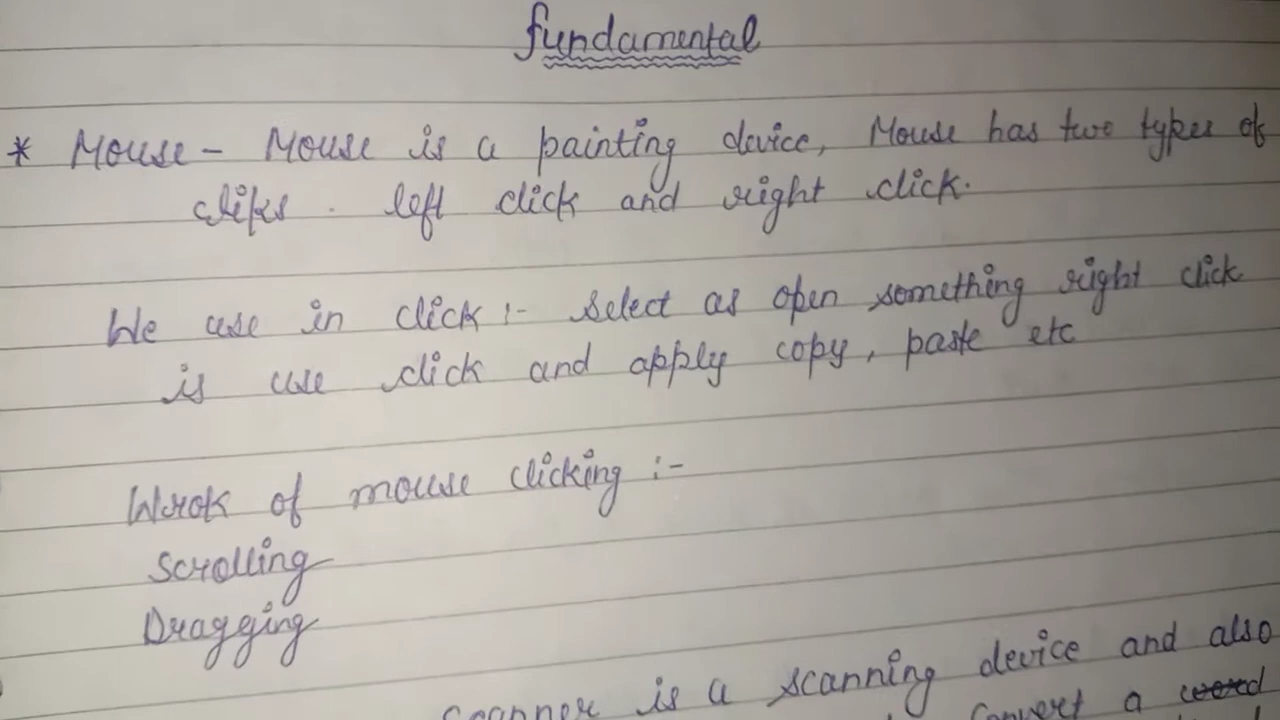 fundamental
* Mouse - Mouse is a painting device, Mouse has two types of
cliks . left click and right click.
We use in click :- select as open something right click
is use click and apply copy, paste etc
Wrok of mouse clicking :-
Scrolling
Dragging
scanner is a scanning device and also
Convert a word